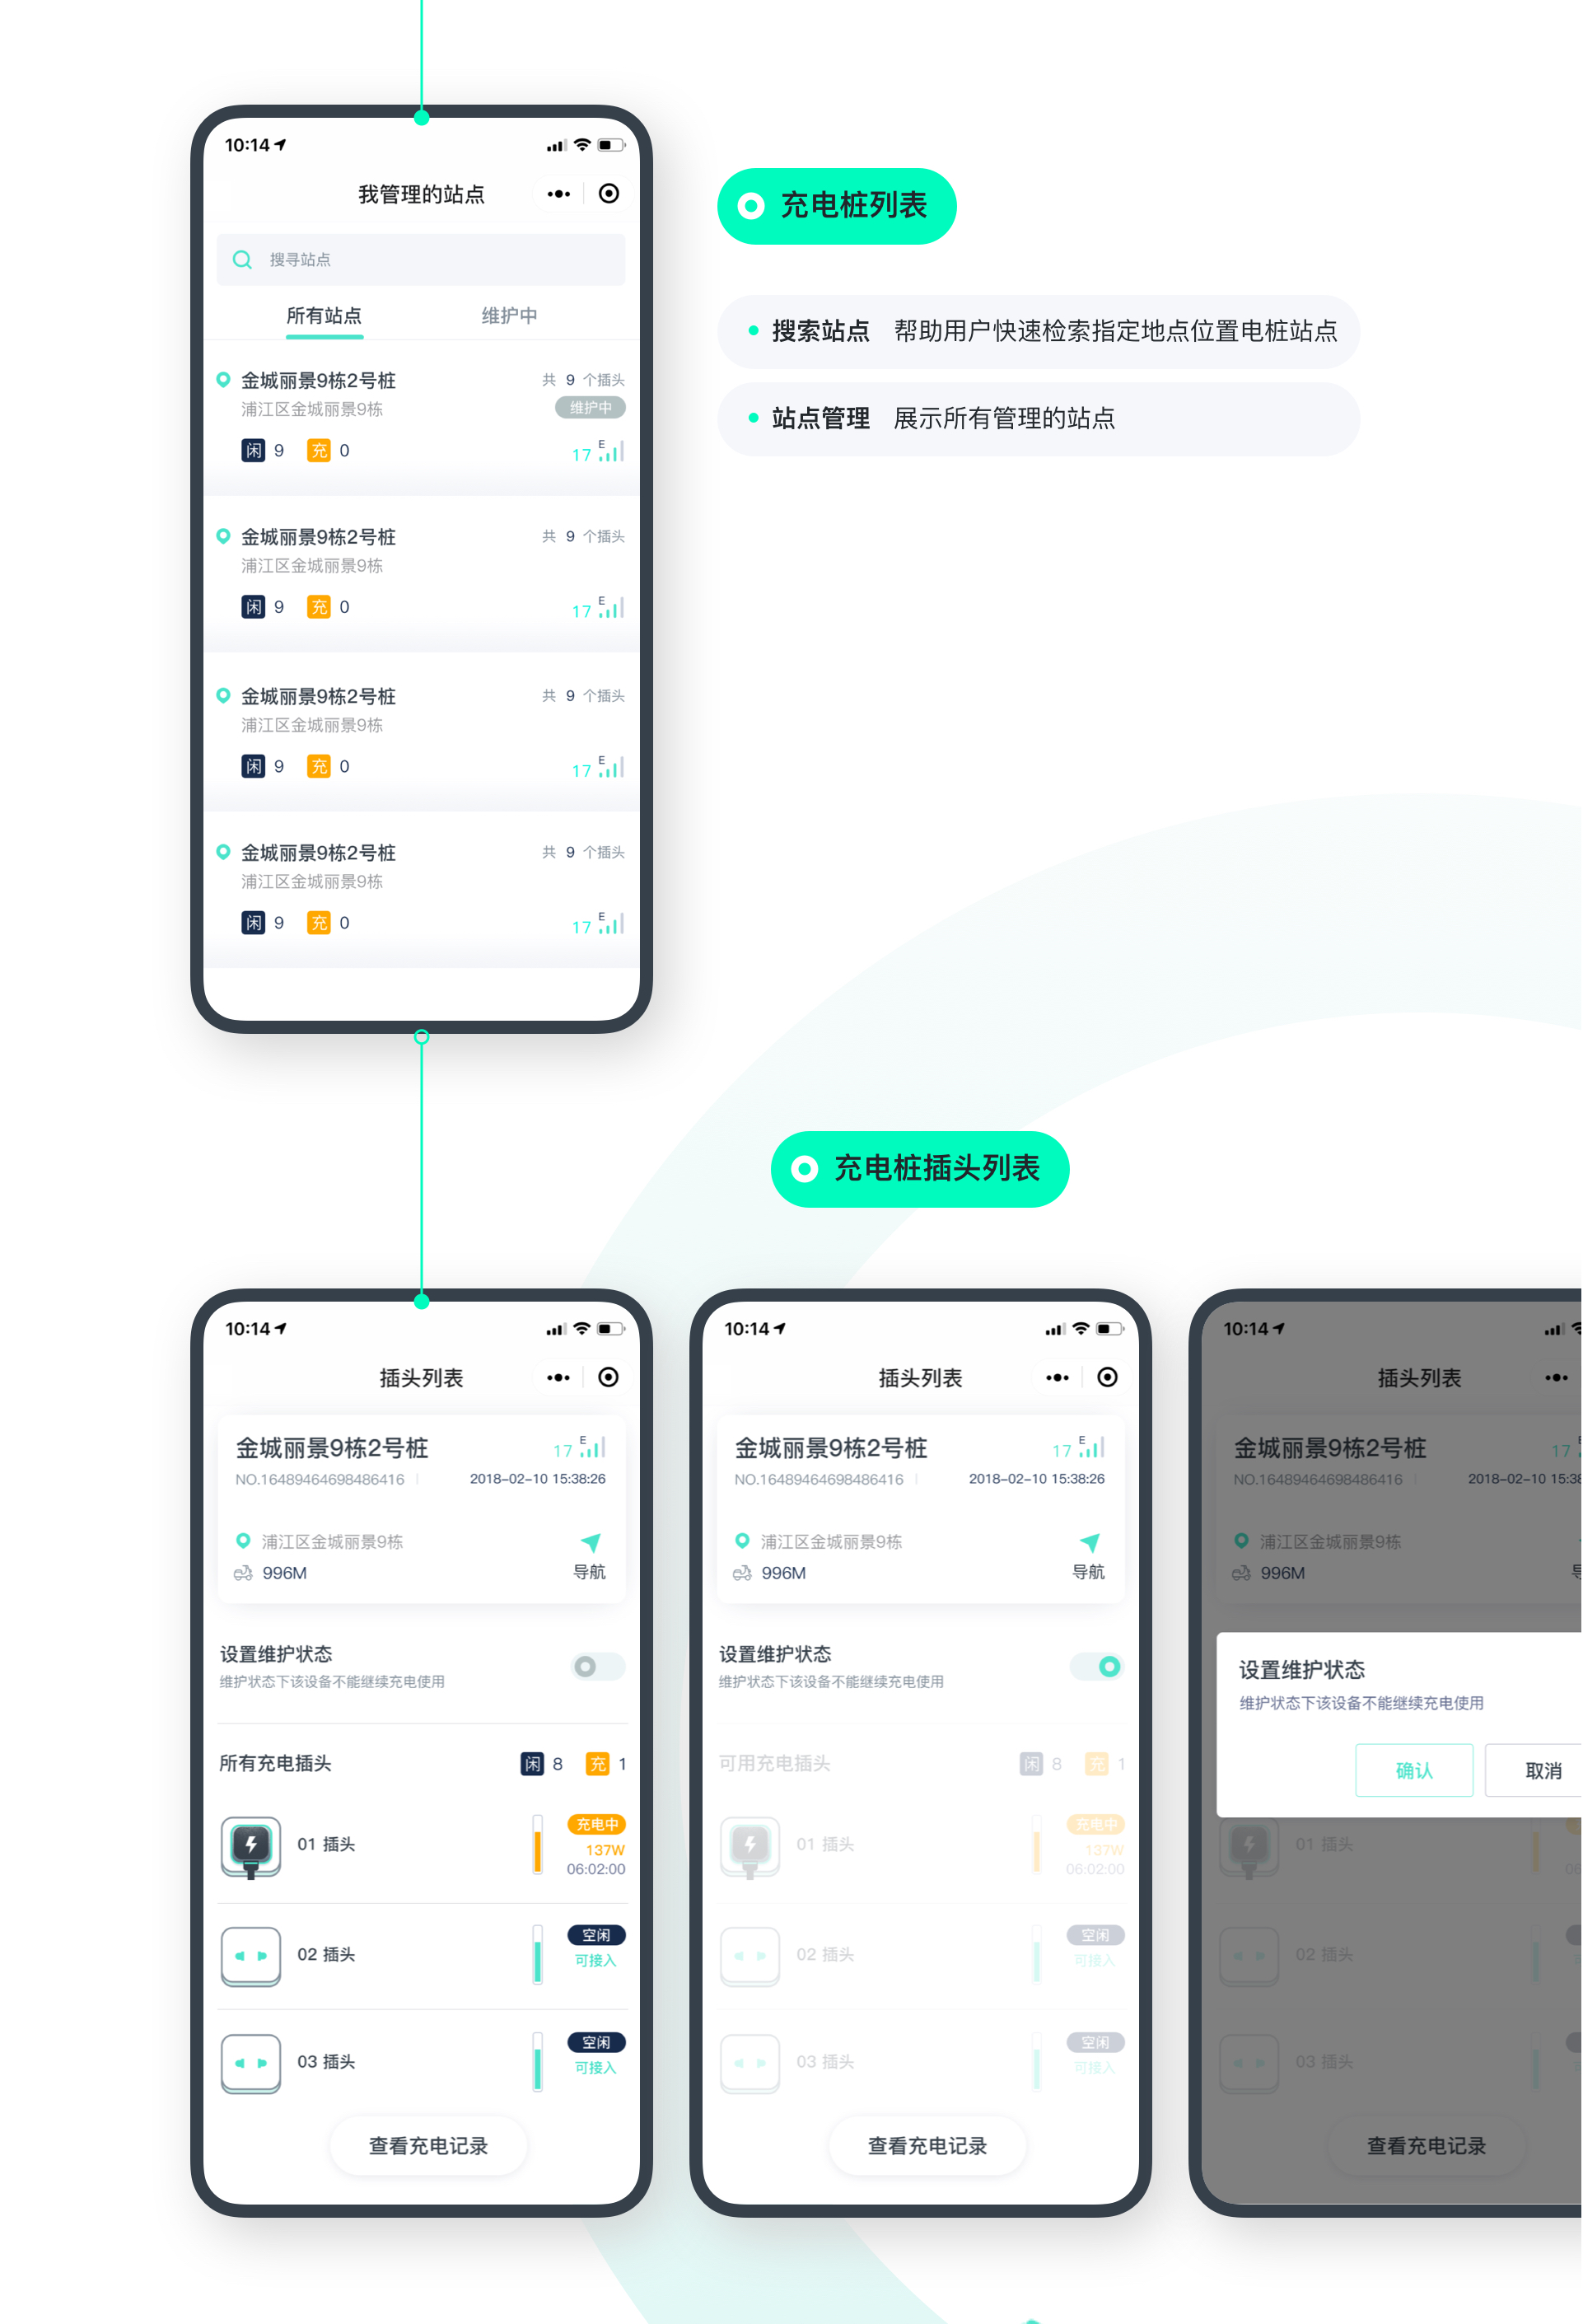 10:14
我管理的站点
搜寻站点
所有站点 维护中
金城丽景9栋2号桩 共 9 个插头
浦江区金城丽景9栋 维护中
闲 9 充 0 17 E
金城丽景9栋2号桩 共 9 个插头
浦江区金城丽景9栋
闲 9 充 0 17 E
金城丽景9栋2号桩 共 9 个插头
浦江区金城丽景9栋
闲 9 充 0 17 E
金城丽景9栋2号桩 共 9 个插头
浦江区金城丽景9栋
闲 9 充 0 17 E
充电桩列表
搜索站点 帮助用户快速检索指定地点位置电桩站点
站点管理 展示所有管理的站点
充电桩插头列表
10:14
插头列表
金城丽景9栋2号桩 17 E
NO.16489464698486416 2018-02-10 15:38:26
浦江区金城丽景9栋
996M 导航
设置维护状态
维护状态下该设备不能继续充电使用
所有充电插头 闲 8 充 1
01 插头 充电中
137W
06:02:00
02 插头 空闲
可接入
03 插头 空闲
可接入
查看充电记录
10:14
插头列表
金城丽景9栋2号桩 17 E
NO.16489464698486416 2018-02-10 15:38:26
浦江区金城丽景9栋
996M 导航
设置维护状态
维护状态下该设备不能继续充电使用
可用充电插头 闲 8 充 1
01 插头 充电中
137W
06:02:00
02 插头 空闲
可接入
03 插头 空闲
可接入
查看充电记录
10:14
插头列表
金城丽景9栋2号桩 17
NO.16489464698486416 2018-02-10 15:38
浦江区金城丽景9栋
996M
设置维护状态
维护状态下该设备不能继续充电使用
确认 取消
01 插头
02 插头
03 插头
查看充电记录